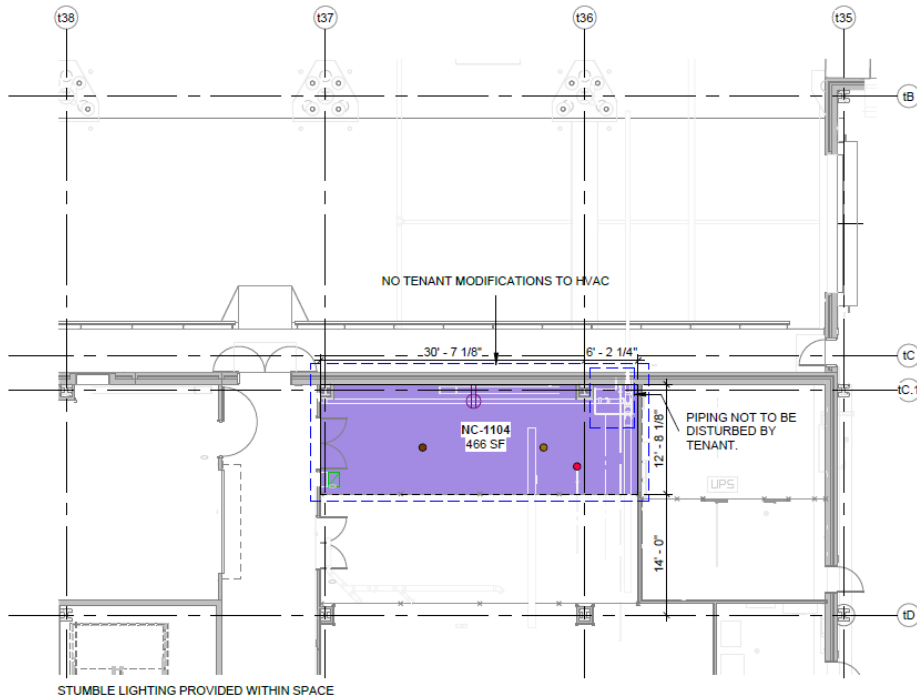 t38
t37
t36
t35
tB
NO TENANT MODIFICATIONS TO HVAC
30' - 7 1/8"
6' - 2 1/4"
tC
tC.1
NC-1104
466 SF
12' - 8 1/8"
PIPING NOT TO BE
DISTURBED BY
TENANT.
UPS
14' - 0"
tD
STUMBLE LIGHTING PROVIDED WITHIN SPACE